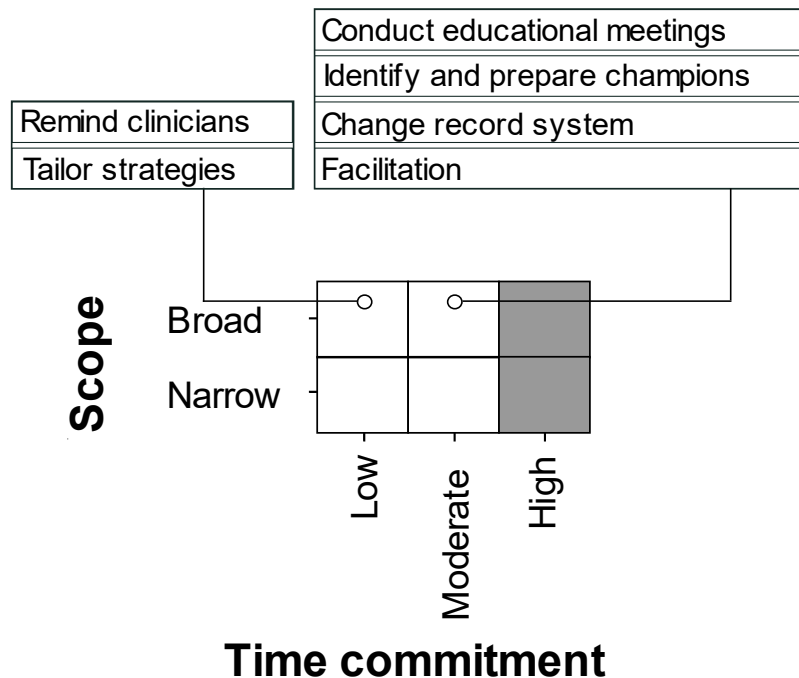 Conduct educational meetings
Identify and prepare champions
Change record system
Facilitation
Remind clinicians
Tailor strategies
Scope
Broad
Narrow
Low
Moderate
High
Time commitment